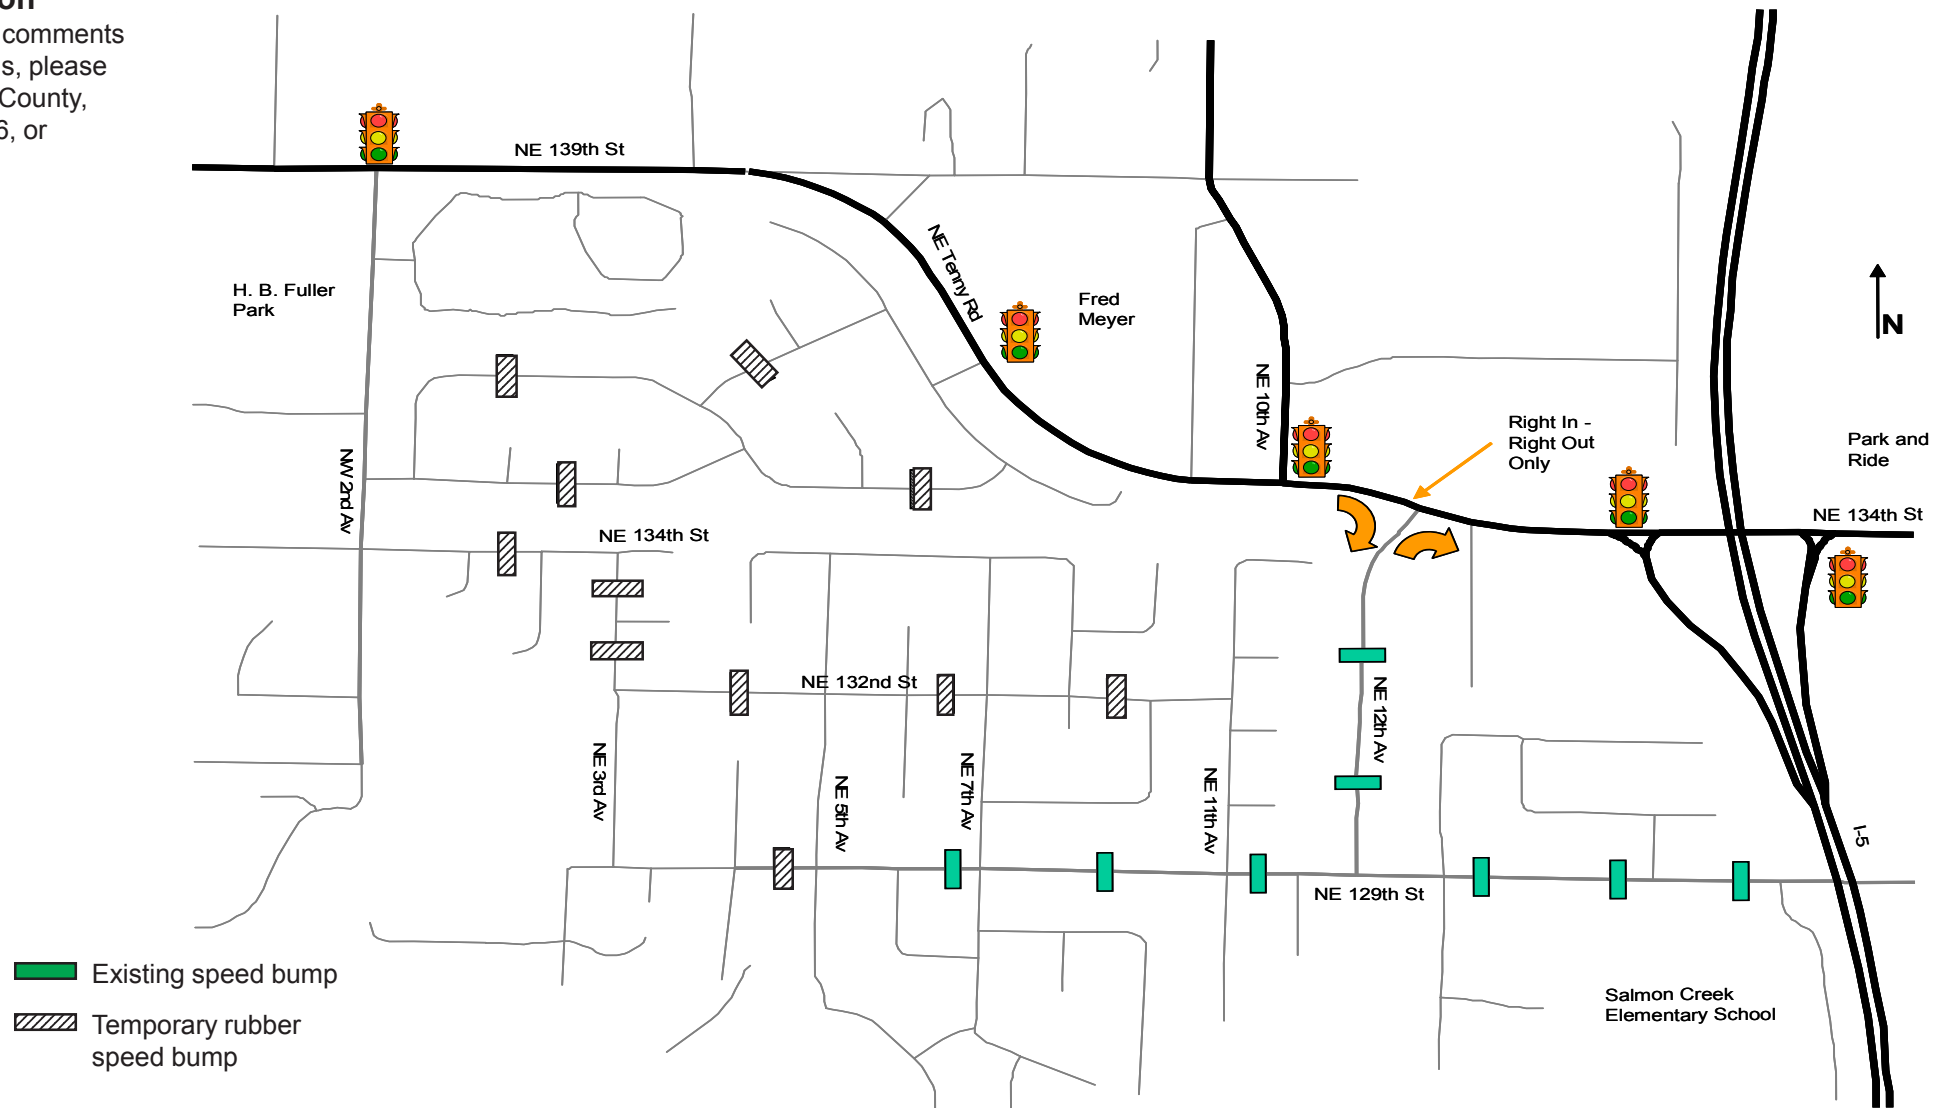 comments
s, please
County,
6, or
NE 139th St
NE Tenny Rd
H. B. Fuller
Park
Fred
Meyer
N
NE 10th Av
Right In -
Right Out
Only
Park and
Ride
NW 2nd Av
NE 134th St
NE 134th St
NE 132nd St
NE 12th Av
NE 3rd Av
NE 5th Av
NE 7th Av
NE 11th Av
I-5
NE 129th St
Existing speed bump
Temporary rubber
speed bump
Salmon Creek
Elementary School